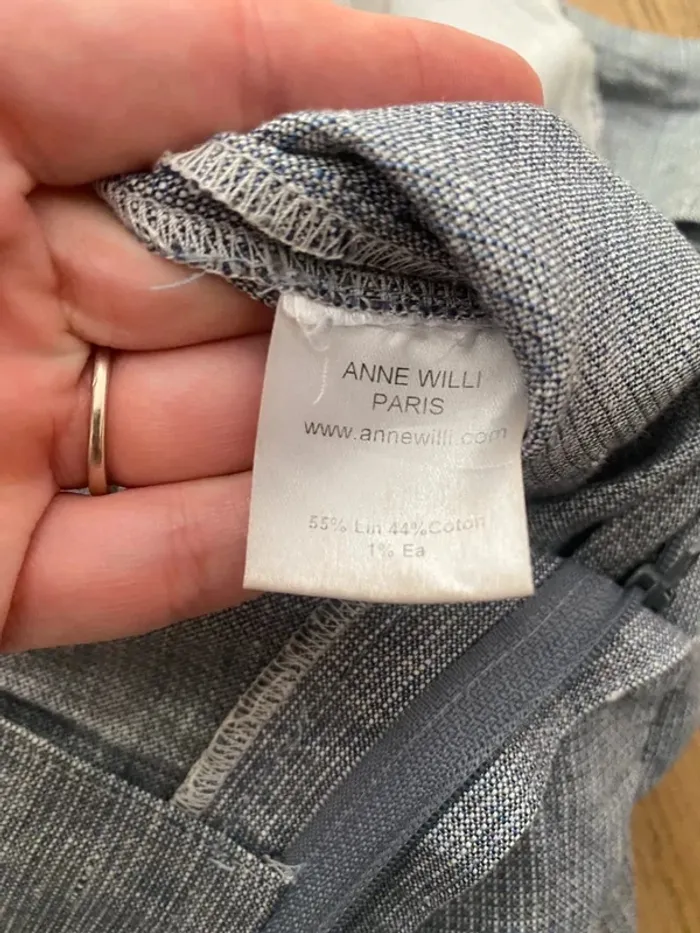 ANNE WILLI
PARIS
www.annewilli.com
55% Lin 44%Coton
1% Ea